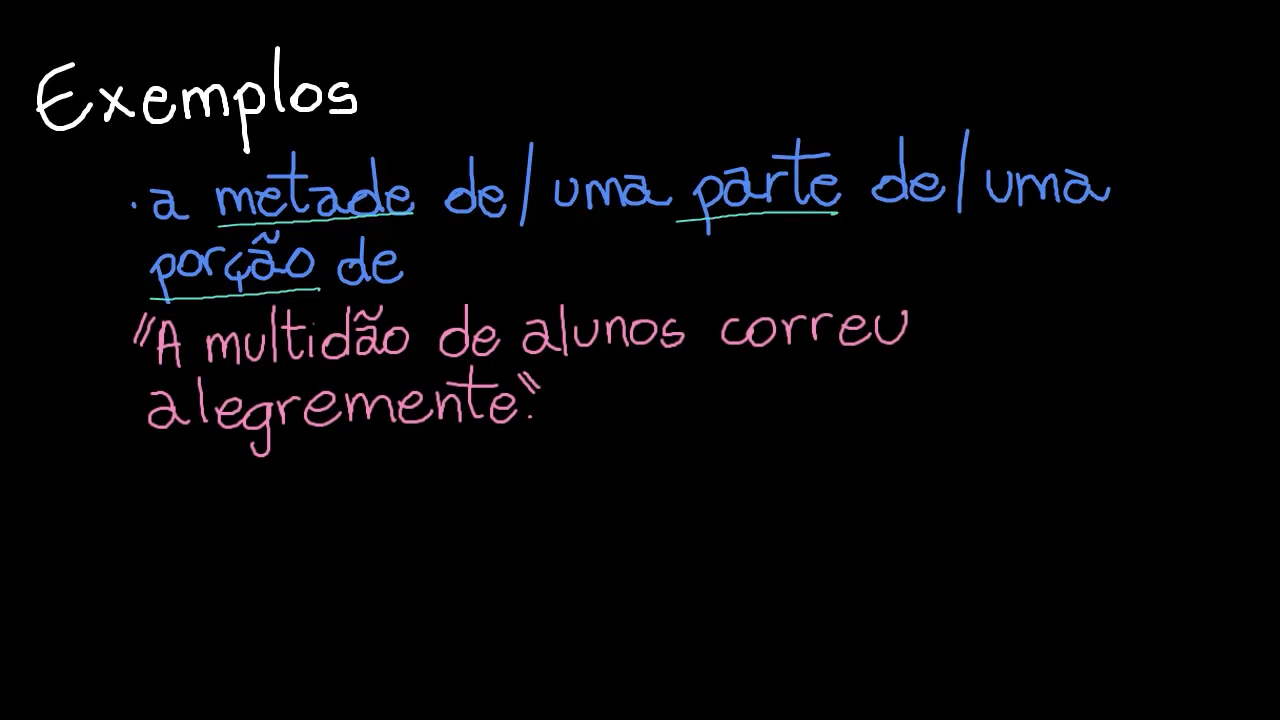 Exemplos
· a metade de/uma parte de/uma
porção de
"A multidão de alunos correu
alegremente".